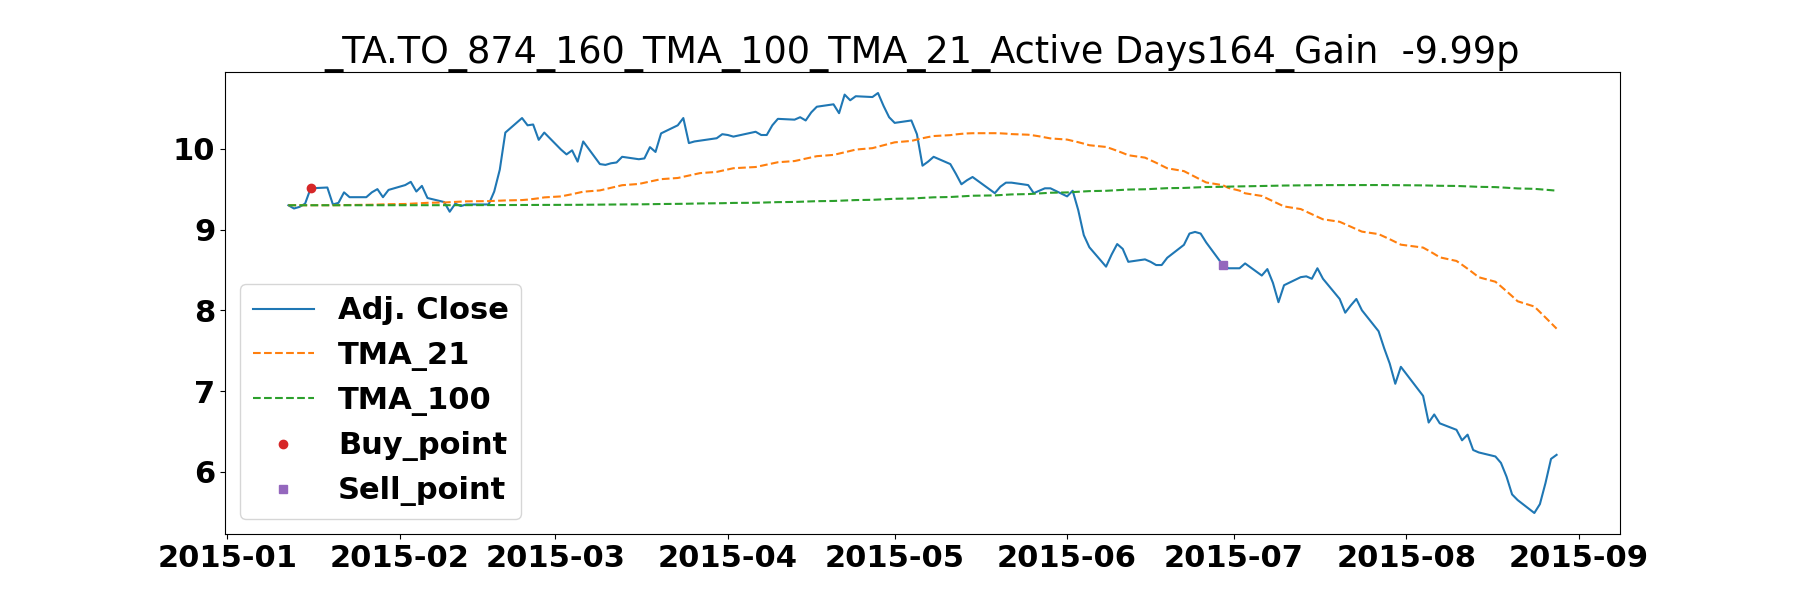 _TA.TO_874_160_TMA_100_TMA_21_Active Days164_Gain  -9.99p
10
9
8
7
6
Adj. Close
TMA_21
TMA_100
Buy_point
Sell_point
2015-01 2015-02 2015-03 2015-04 2015-05 2015-06 2015-07 2015-08 2015-09